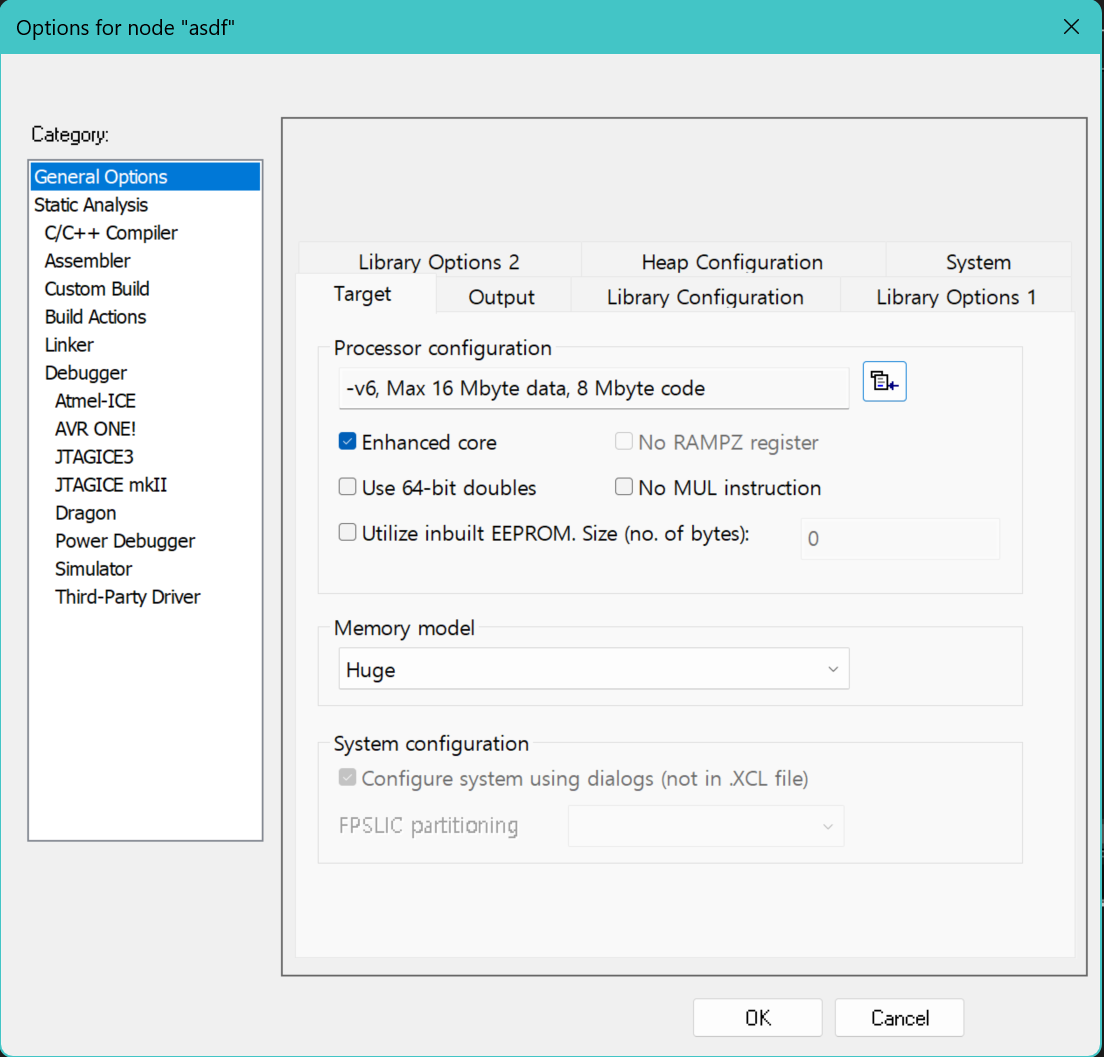 Options for node "asdf"
Category:
General Options
Static Analysis
C/C++ Compiler
Assembler
Custom Build
Build Actions
Linker
Debugger
Atmel-ICE
AVR ONE!
JTAGICE3
JTAGICE mkII
Dragon
Power Debugger
Simulator
Third-Party Driver
Library Options 2 Heap Configuration System
Target Output Library Configuration Library Options 1
Processor configuration
-v6, Max 16 Mbyte data, 8 Mbyte code
Enhanced core No RAMPZ register
Use 64-bit doubles No MUL instruction
Utilize inbuilt EEPROM. Size (no. of bytes): 0
Memory model
Huge
System configuration
Configure system using dialogs (not in .XCL file)
FPSLIC partitioning
OK Cancel